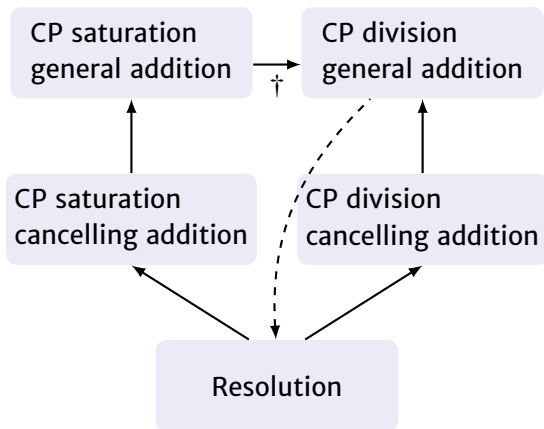 CP saturation
general addition
†
CP division
general addition
CP saturation
cancelling addition
CP division
cancelling addition
Resolution